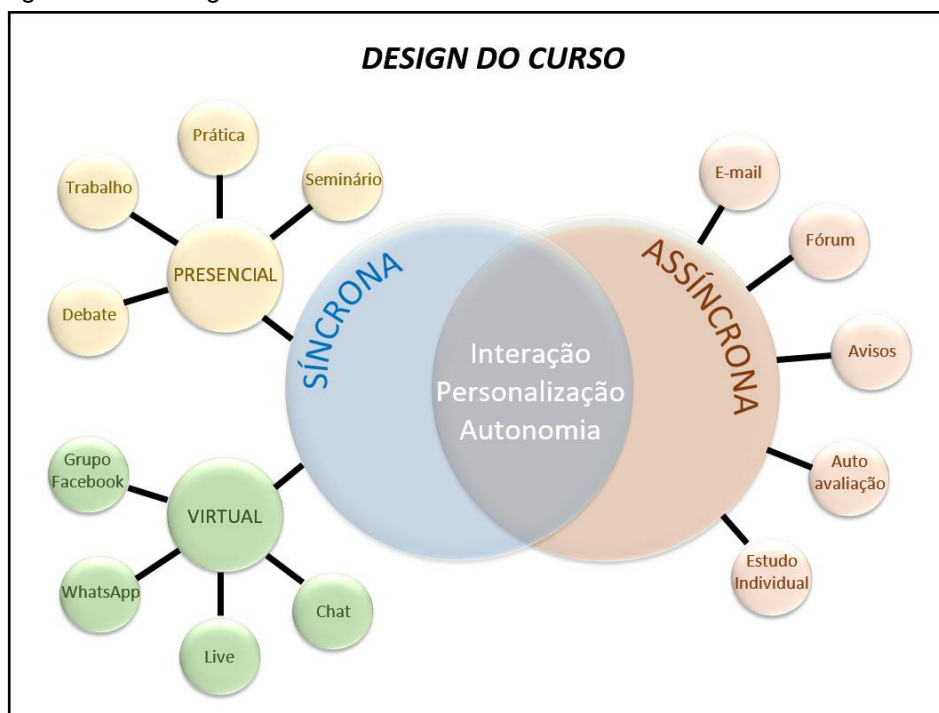 DESIGN DO CURSO
Prática
Trabalho
Seminário
PRESENCIAL
Debate
SÍNCRONA
Grupo
Facebook
VIRTUAL
WhatsApp
Live
Chat
Interação
Personalização
Autonomia
ASSÍNCRONA
E-mail
Fórum
Avisos
Auto
avaliação
Estudo
Individual